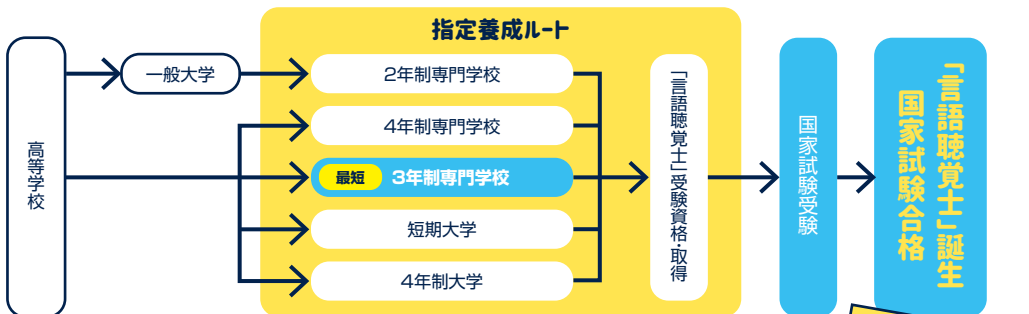 指定養成ルート
高等学校
一般大学
2年制専門学校
4年制専門学校
最短 3年制専門学校
短期大学
4年制大学
「言語聴覚士」受験資格・取得
国家試験受験
「言語聴覚士」誕生
国家試験合格